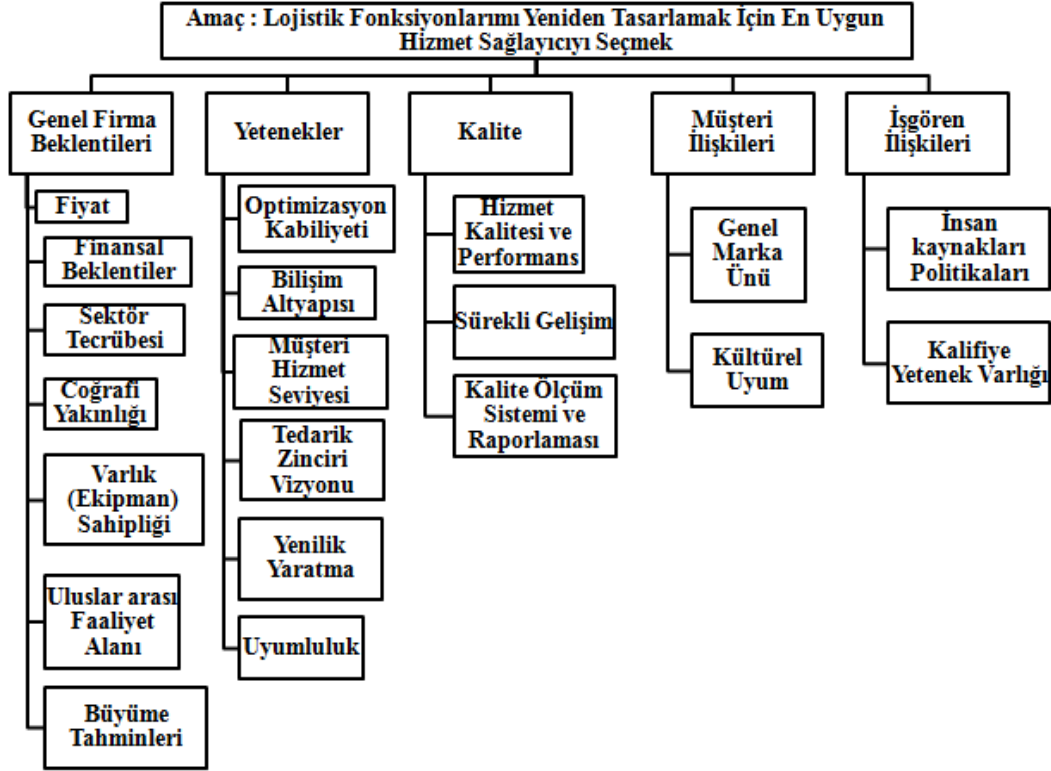 Amaç : Lojistik Fonksiyonlarımı Yeniden Tasarlamak İçin En Uygun
Hizmet Sağlayıcıyı Seçmek
Genel Firma
Beklentileri
Fiyat
Finansal
Beklentiler
Sektör
Tecrübesi
Coğrafi
Yakınlığı
Varlık
(Ekipman)
Sahipliği
Uluslar arası
Faaliyet
Alanı
Büyüme
Tahminleri
Yetenekler
Optimizasyon
Kabiliyeti
Bilişim
Altyapısı
Müşteri
Hizmet
Seviyesi
Tedarik
Zinciri
Vizyonu
Yenilik
Yaratma
Uyumluluk
Kalite
Hizmet
Kalitesi ve
Performans
Sürekli Gelişim
Kalite Ölçüm
Sistemi ve
Raporlaması
Müşteri
İlişkileri
Genel
Marka
Ünü
Kültürel
Uyum
İşgören
İlişkileri
İnsan
kaynakları
Politikaları
Kalifiye
Yetenek Varlığı